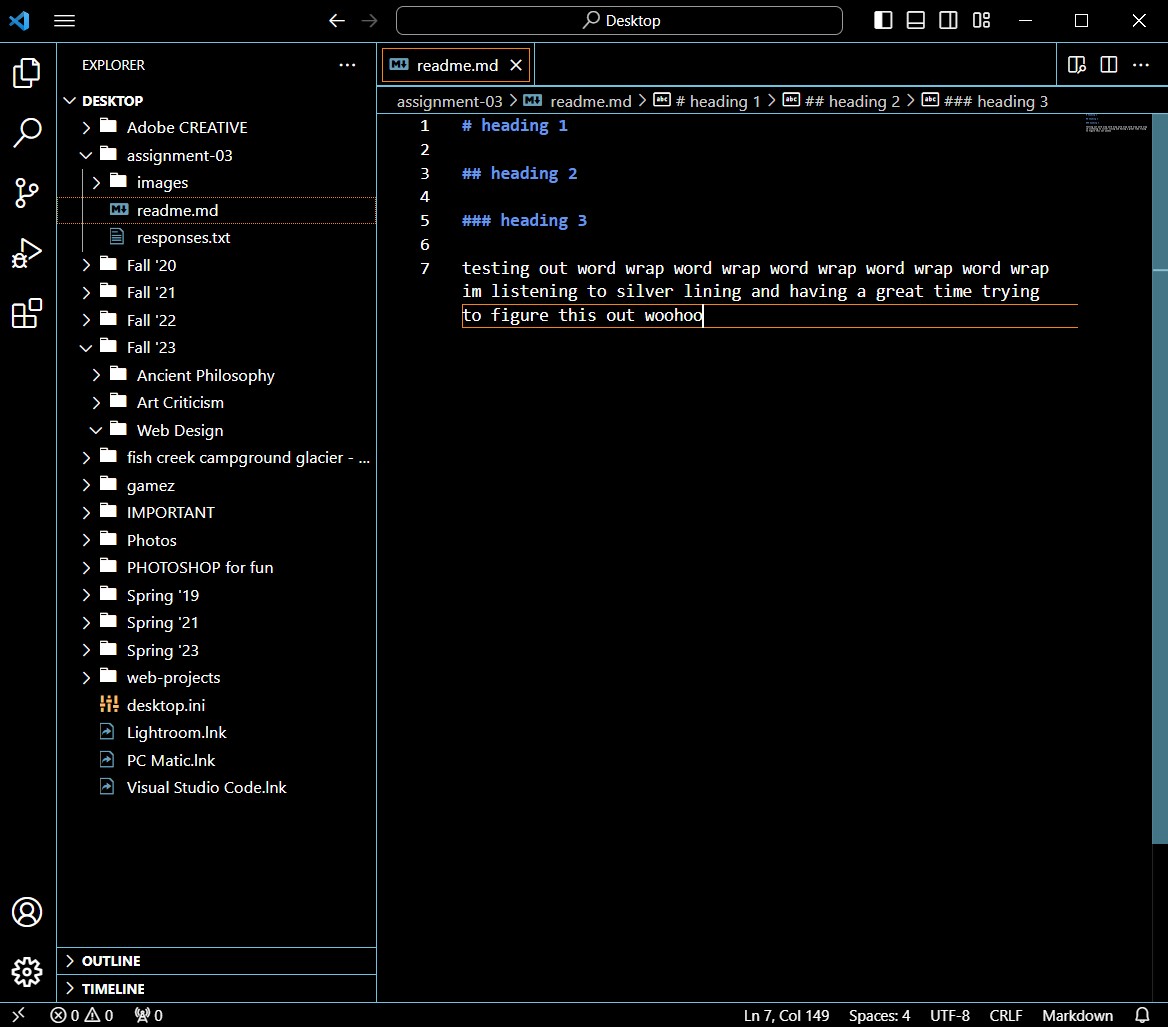 Desktop
EXPLORER
readme.md
DESKTOP
assignment-03 > readme.md > # heading 1 > ## heading 2 > ### heading 3
Adobe CREATIVE
assignment-03
images
readme.md
responses.txt
Fall '20
Fall '21
Fall '22
Fall '23
Ancient Philosophy
Art Criticism
Web Design
fish creek campground glacier - ...
gamez
IMPORTANT
Photos
PHOTOSHOP for fun
Spring '19
Spring '21
Spring '23
web-projects
desktop.ini
Lightroom.lnk
PC Matic.lnk
Visual Studio Code.lnk
OUTLINE
TIMELINE
1 # heading 1
2
3 ## heading 2
4
5 ### heading 3
6
7 testing out word wrap word wrap word wrap word wrap word wrap
im listening to silver lining and having a great time trying
to figure this out woohoo
0 0 0 Ln 7, Col 149 Spaces: 4 UTF-8 CRLF Markdown